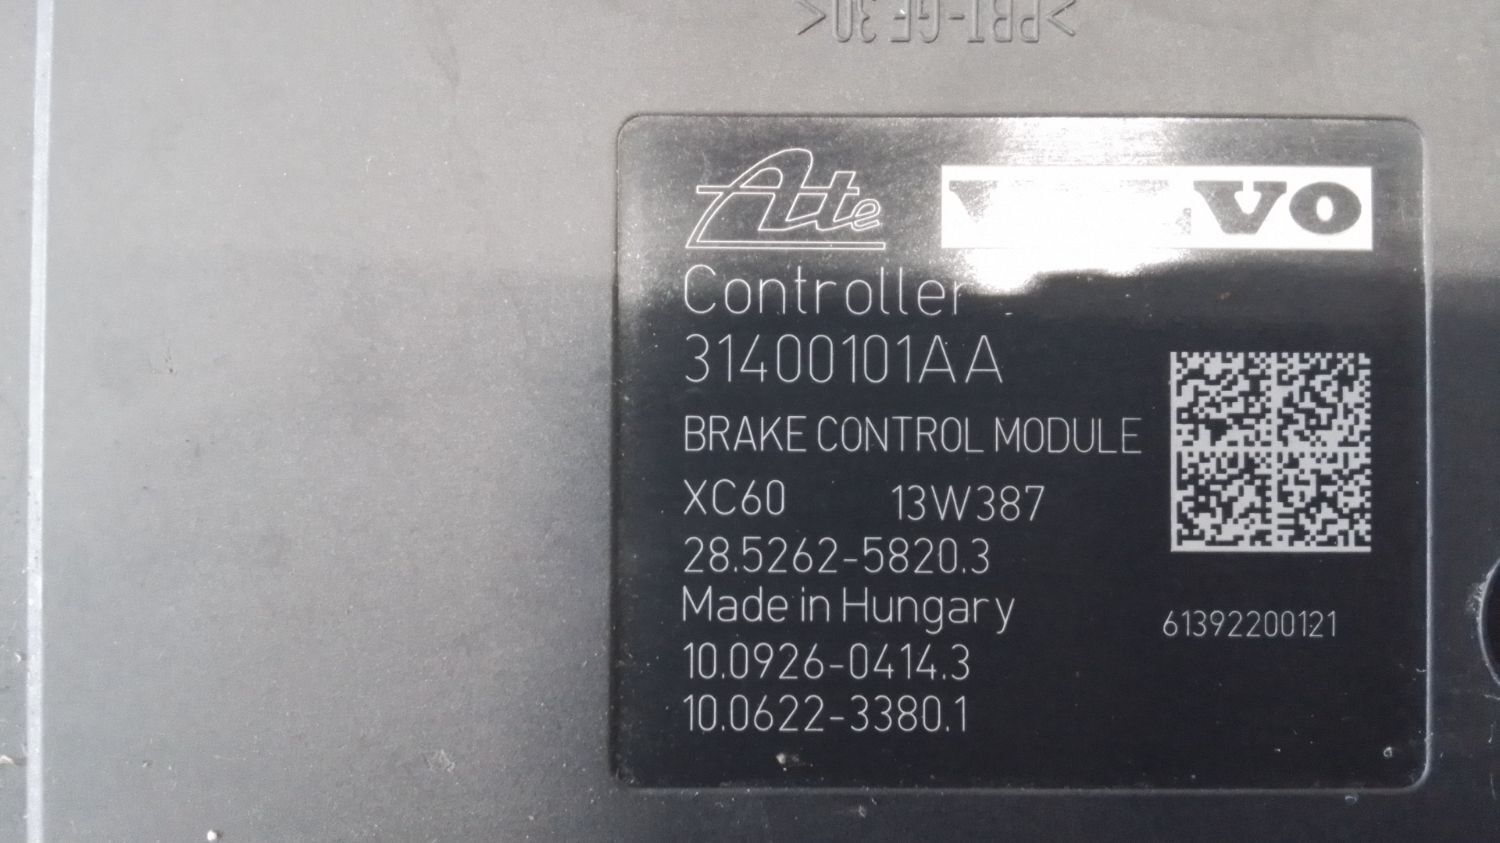 >PBT-GF30<
Ate VOLVO
Controller
31400101AA
BRAKE CONTROL MODULE
XC60 13W387
28.5262-5820.3
Made in Hungary
61392200121
10.0926-0414.3
10.0622-3380.1